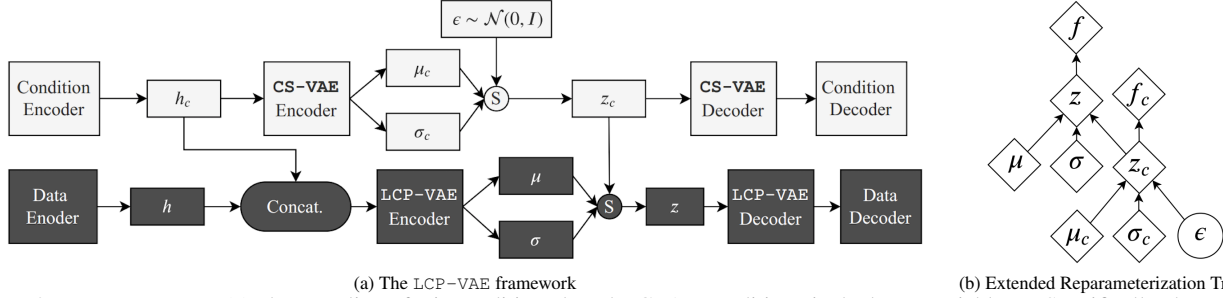 ϵ ∼ N(0, I)
Condition
Encoder
h_c
CS-VAE
Encoder
μ_c
σ_c
S
z_c
CS-VAE
Decoder
Condition
Decoder
Data
Enoder
h
Concat.
LCP-VAE
Encoder
μ
σ
S
z
LCP-VAE
Decoder
Data
Decoder
(a) The LCP-VAE framework
f
z
f_c
μ
σ
z_c
μ_c
σ_c
ϵ
(b) Extended Reparameterization